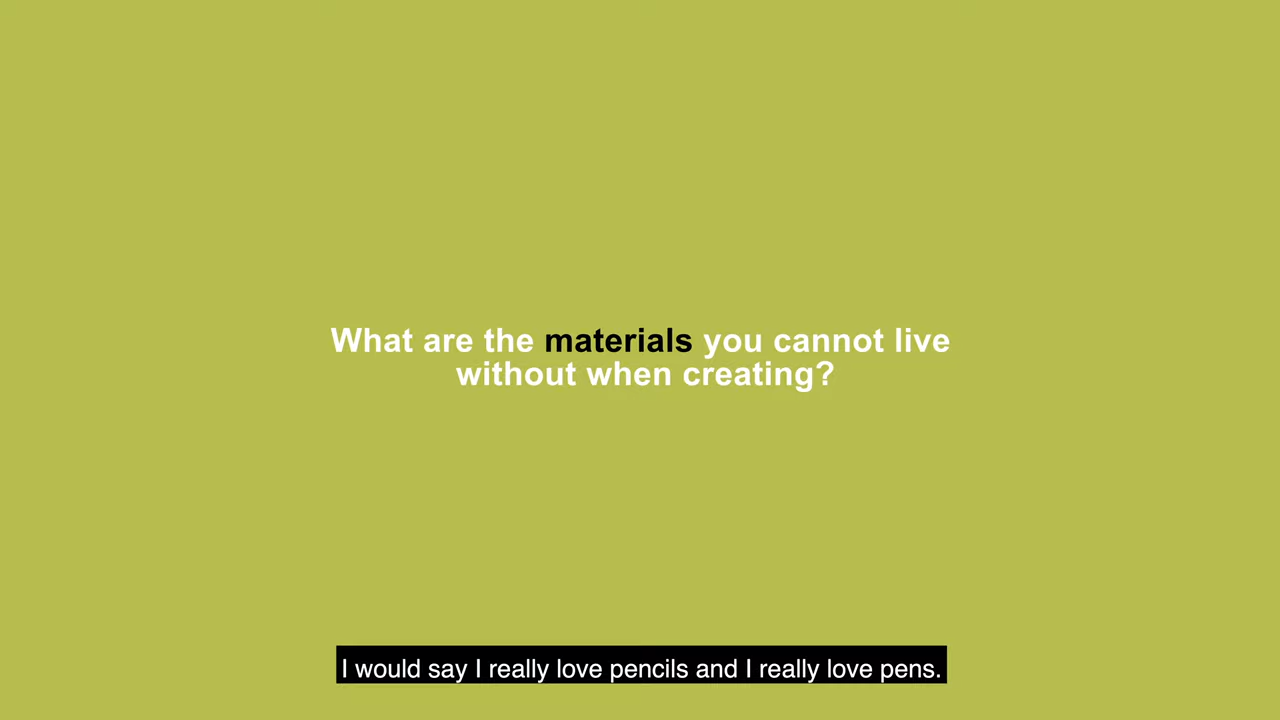 What are the materials you cannot live
without when creating?
I would say I really love pencils and I really love pens.